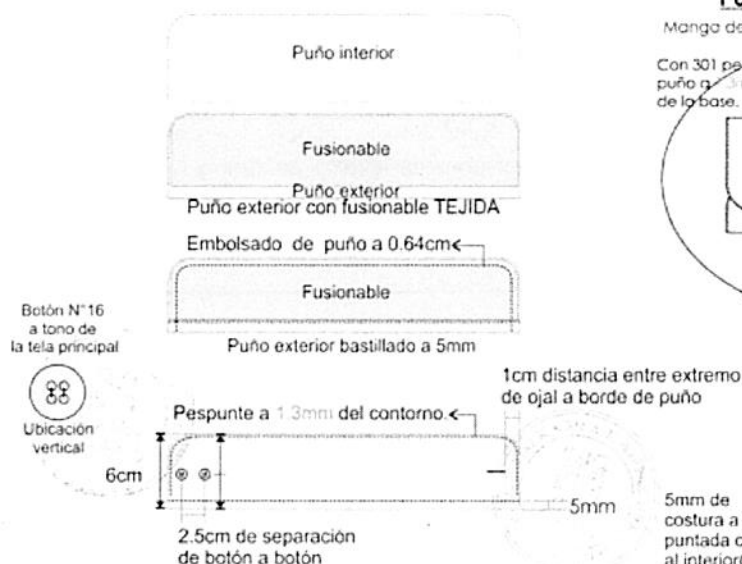 Puño interior
Fusionable
Puño exterior
Puño exterior con fusionable TEJIDA
Embolsado de puño a 0.64cm
Fusionable
Puño exterior bastillado a 5mm
Botón N°16
a tono de
la tela principal
Ubicación
vertical
Pespunte a 1.3mm del contorno.
1cm distancia entre extremo
de ojal a borde de puño
6cm
5mm
2.5cm de separación
de botón a botón
Manga de
Con 301
puño a
de la base.
5mm de
costura a
puntada
al interior